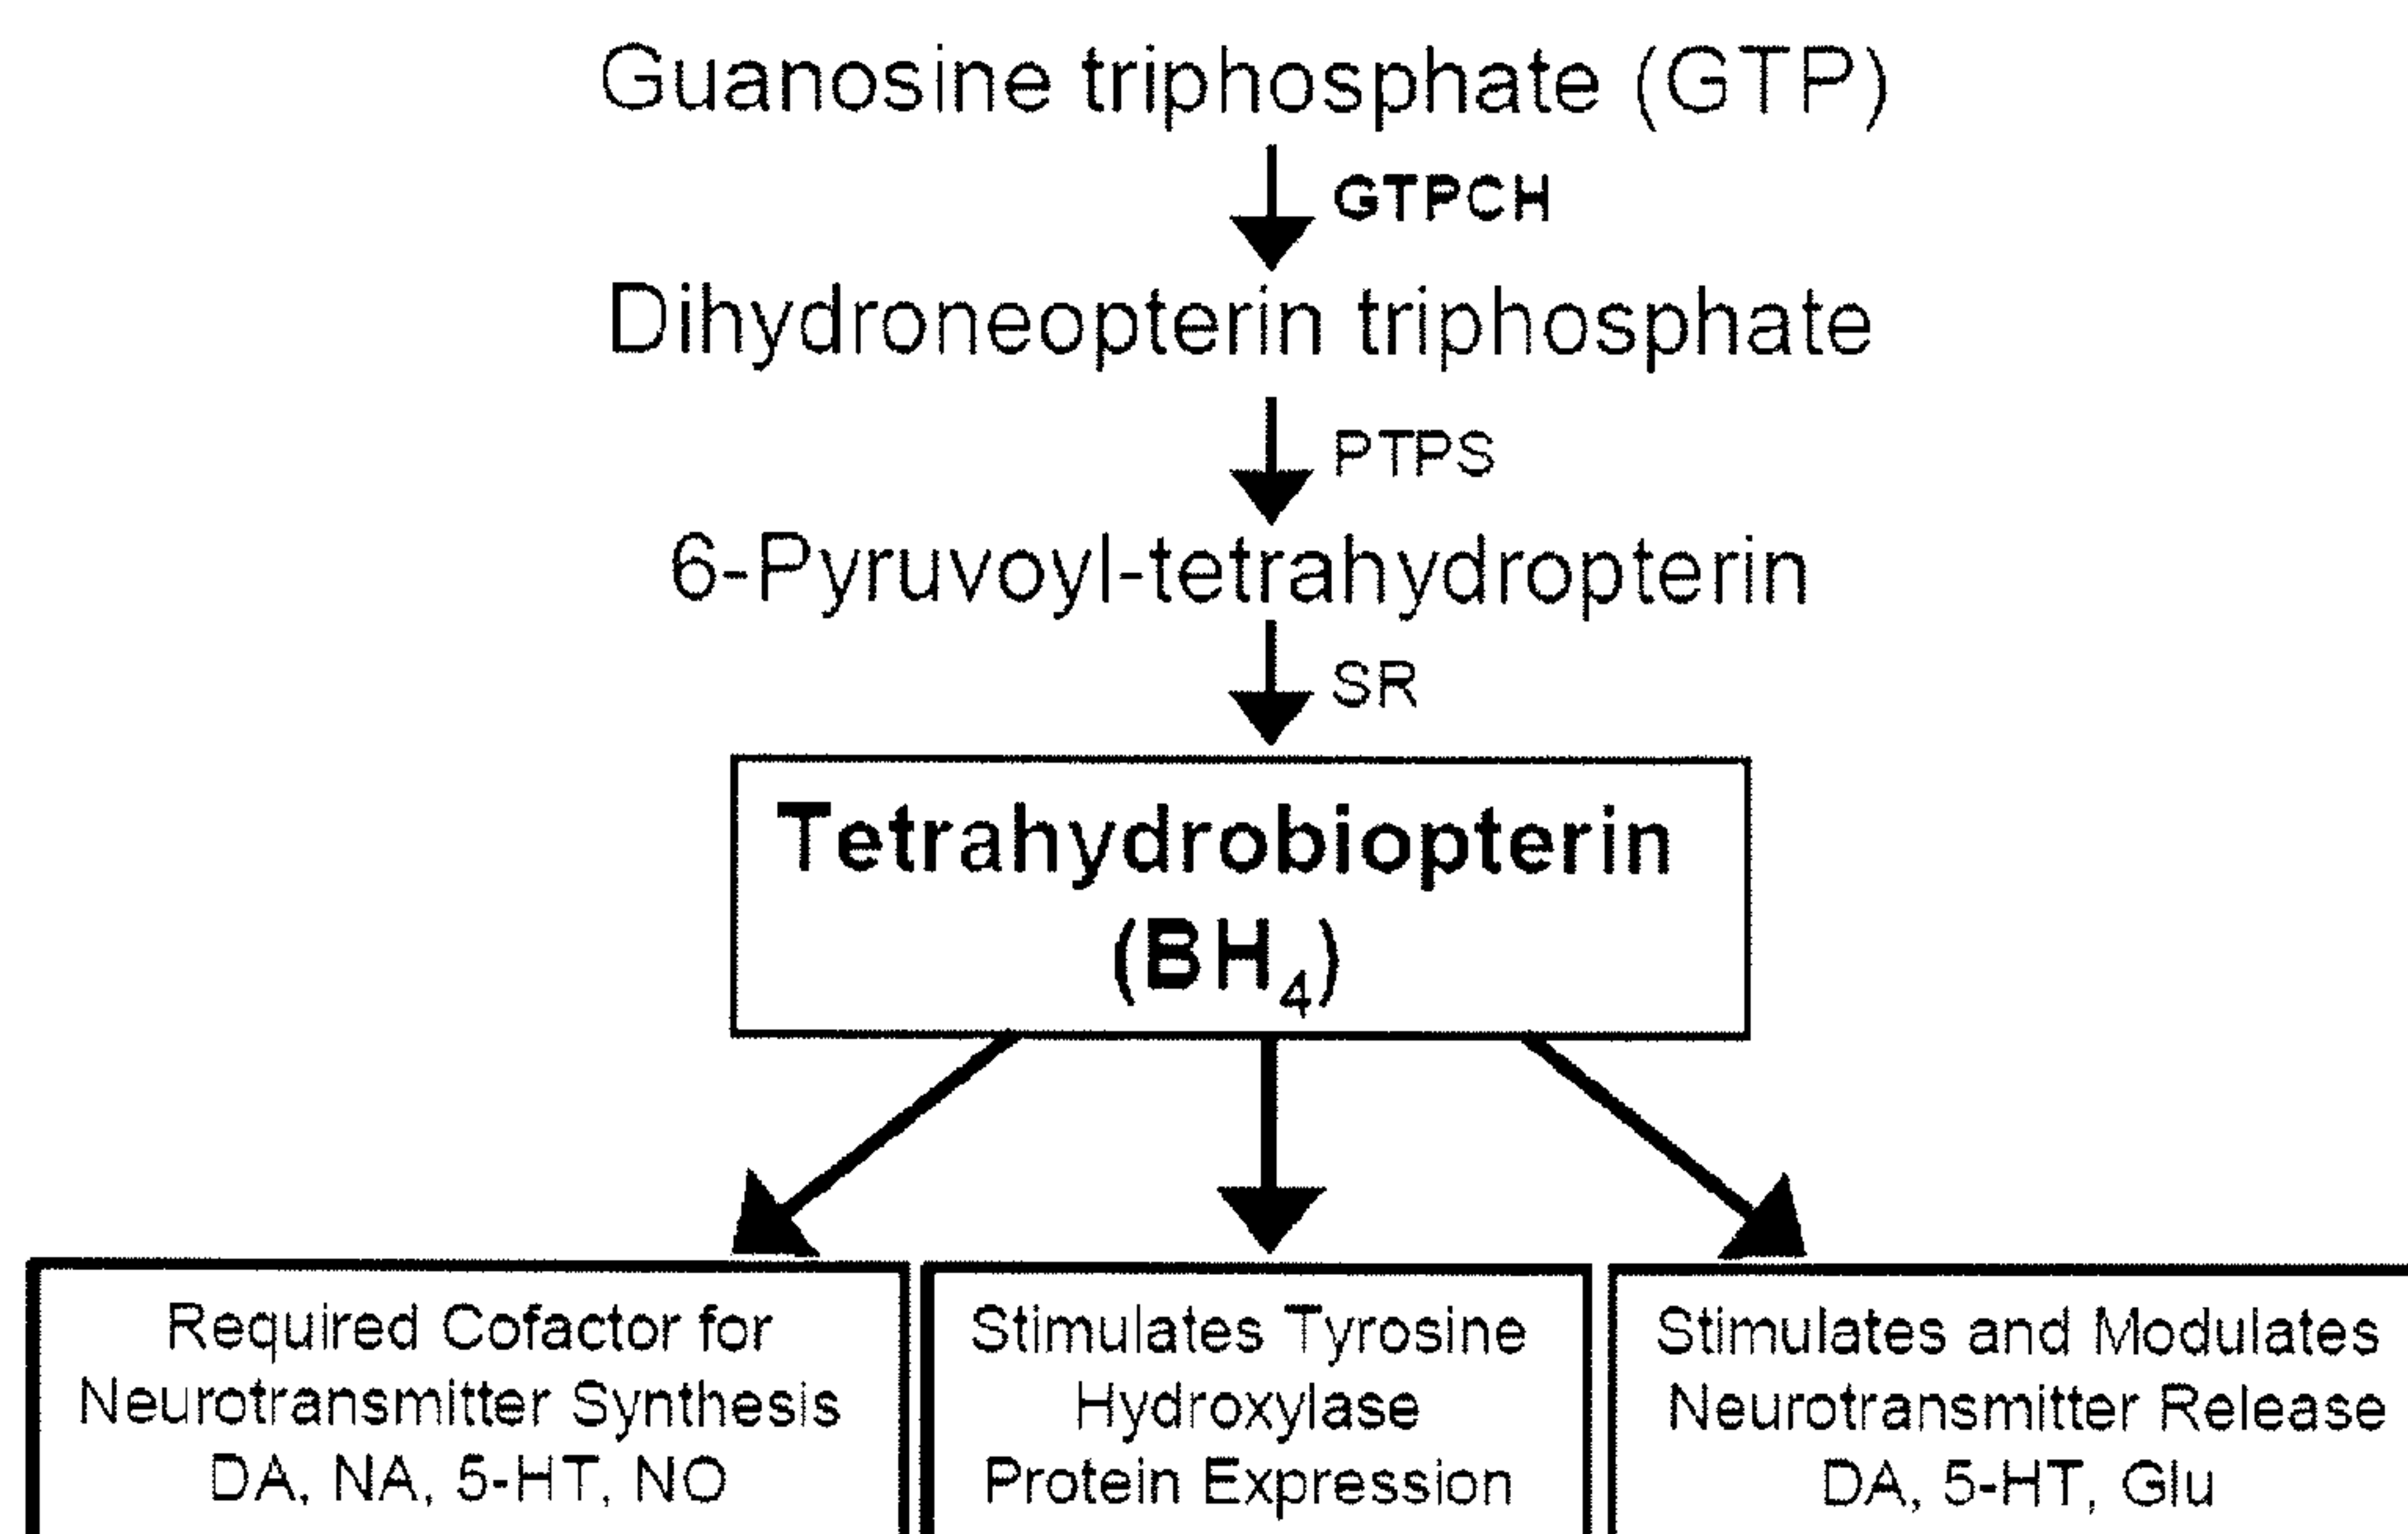 Guanosine triphosphate (GTP)
GTPCH
Dihydroneopterin triphosphate
PTPS
6-Pyruvoyl-tetrahydropterin
SR
Tetrahydrobiopterin
(BH₄)
Required Cofactor for
Neurotransmitter Synthesis
DA, NA, 5-HT, NO
Stimulates Tyrosine
Hydroxylase
Protein Expression
Stimulates and Modulates
Neurotransmitter Release
DA, 5-HT, Glu